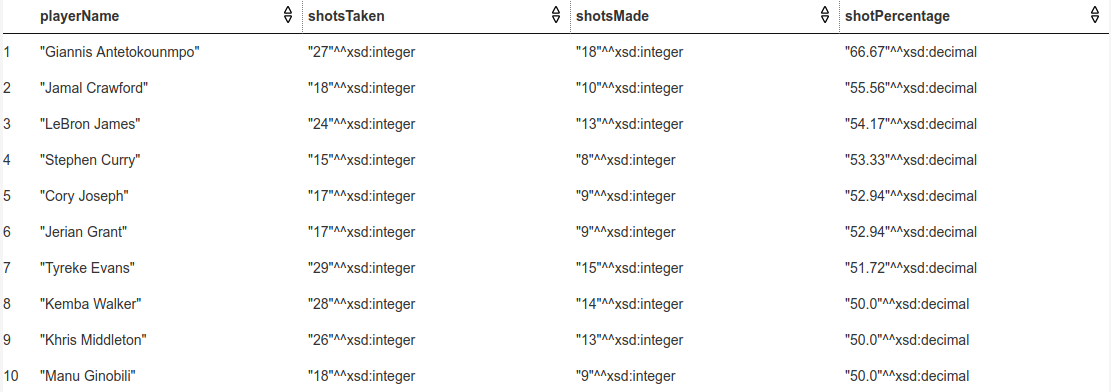 playerName shotsTaken shotsMade shotPercentage
1 "Giannis Antetokounmpo" "27"^^xsd:integer "18"^^xsd:integer "66.67"^^xsd:decimal
2 "Jamal Crawford" "18"^^xsd:integer "10"^^xsd:integer "55.56"^^xsd:decimal
3 "LeBron James" "24"^^xsd:integer "13"^^xsd:integer "54.17"^^xsd:decimal
4 "Stephen Curry" "15"^^xsd:integer "8"^^xsd:integer "53.33"^^xsd:decimal
5 "Cory Joseph" "17"^^xsd:integer "9"^^xsd:integer "52.94"^^xsd:decimal
6 "Jerian Grant" "17"^^xsd:integer "9"^^xsd:integer "52.94"^^xsd:decimal
7 "Tyreke Evans" "29"^^xsd:integer "15"^^xsd:integer "51.72"^^xsd:decimal
8 "Kemba Walker" "28"^^xsd:integer "14"^^xsd:integer "50.0"^^xsd:decimal
9 "Khris Middleton" "26"^^xsd:integer "13"^^xsd:integer "50.0"^^xsd:decimal
10 "Manu Ginobili" "18"^^xsd:integer "9"^^xsd:integer "50.0"^^xsd:decimal